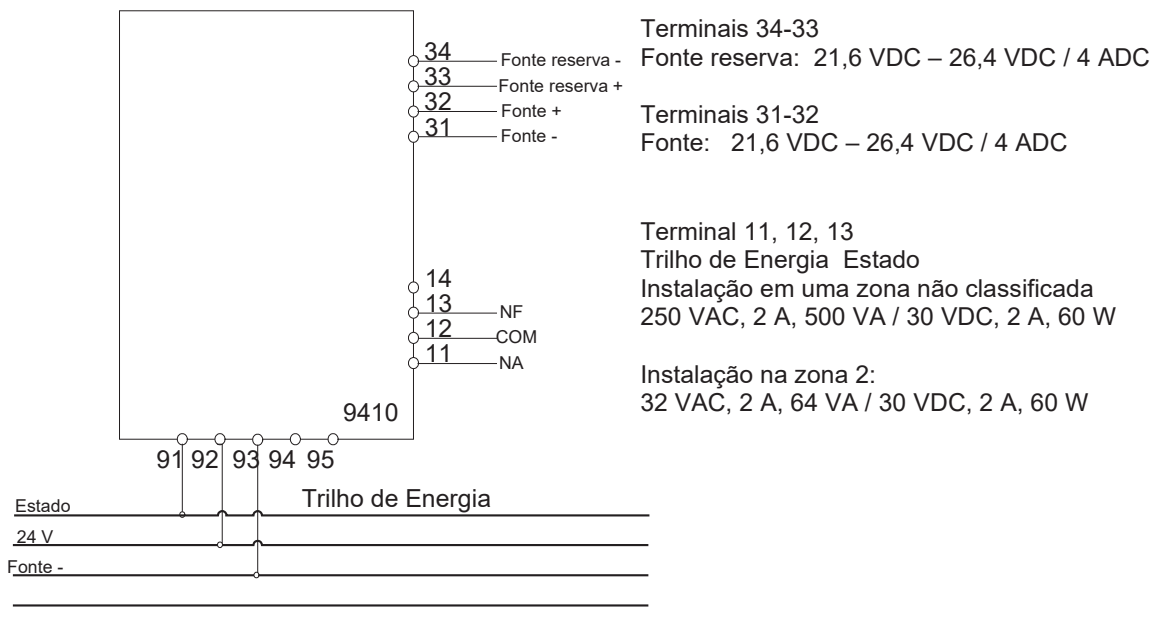 34
Fonte reserva -
33
Fonte reserva +
32
Fonte +
31
Fonte -
Terminais 34-33
Fonte reserva: 21,6 VDC – 26,4 VDC / 4 ADC
Terminais 31-32
Fonte: 21,6 VDC – 26,4 VDC / 4 ADC
Terminal 11, 12, 13
Trilho de Energia Estado
Instalação em uma zona não classificada
250 VAC, 2 A, 500 VA / 30 VDC, 2 A, 60 W
Instalação na zona 2:
32 VAC, 2 A, 64 VA / 30 VDC, 2 A, 60 W
14
13
NF
12
COM
11
NA
9410
91 92 93 94 95
Trilho de Energia
Estado
24 V
Fonte -